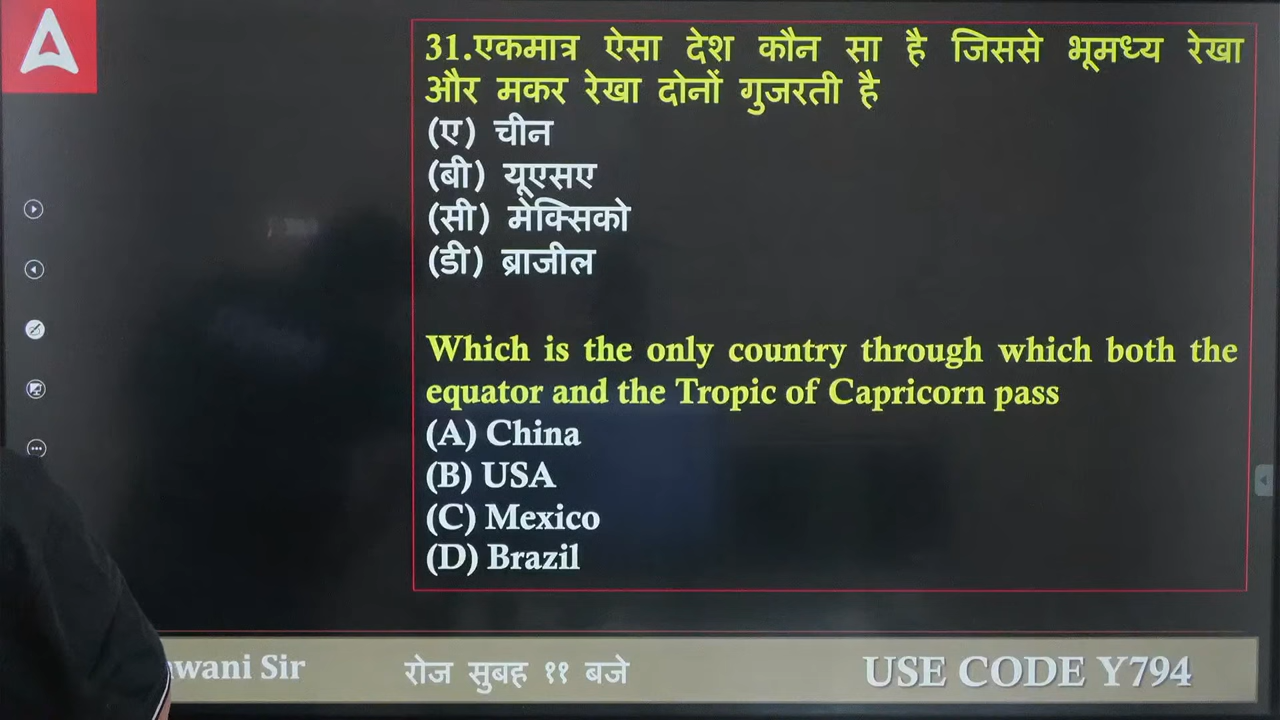 31.एकमात्र ऐसा देश कौन सा है जिससे भूमध्य रेखा
और मकर रेखा दोनों गुजरती है
(ए) चीन
(बी) यूएसए
(सी) मेक्सिको
(डी) ब्राजील
Which is the only country through which both the
equator and the Tropic of Capricorn pass
(A) China
(B) USA
(C) Mexico
(D) Brazil
Sir रोज सुबह ११ बजे USE CODE Y794